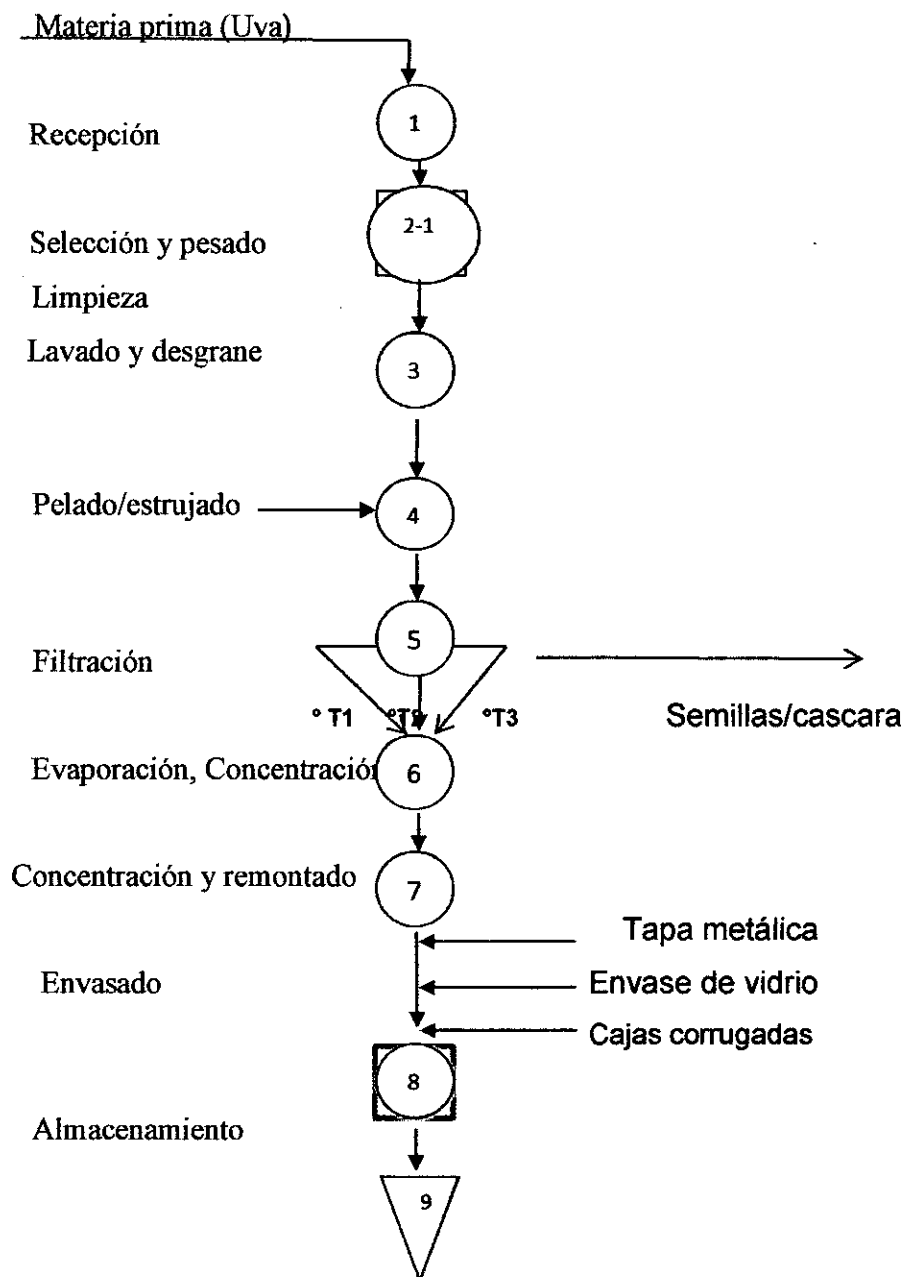 Materia prima (Uva)
1
Recepción
2-1
Selección y pesado
Limpieza
Lavado y desgrane
3
Pelado/estrujado
4
5
Filtración
° T1
°T2
°T3
Semillas/cascara
Evaporación, Concentración
6
Concentración y remontado
7
Tapa metálica
Envasado
Envase de vidrio
Cajas corrugadas
8
Almacenamiento
9